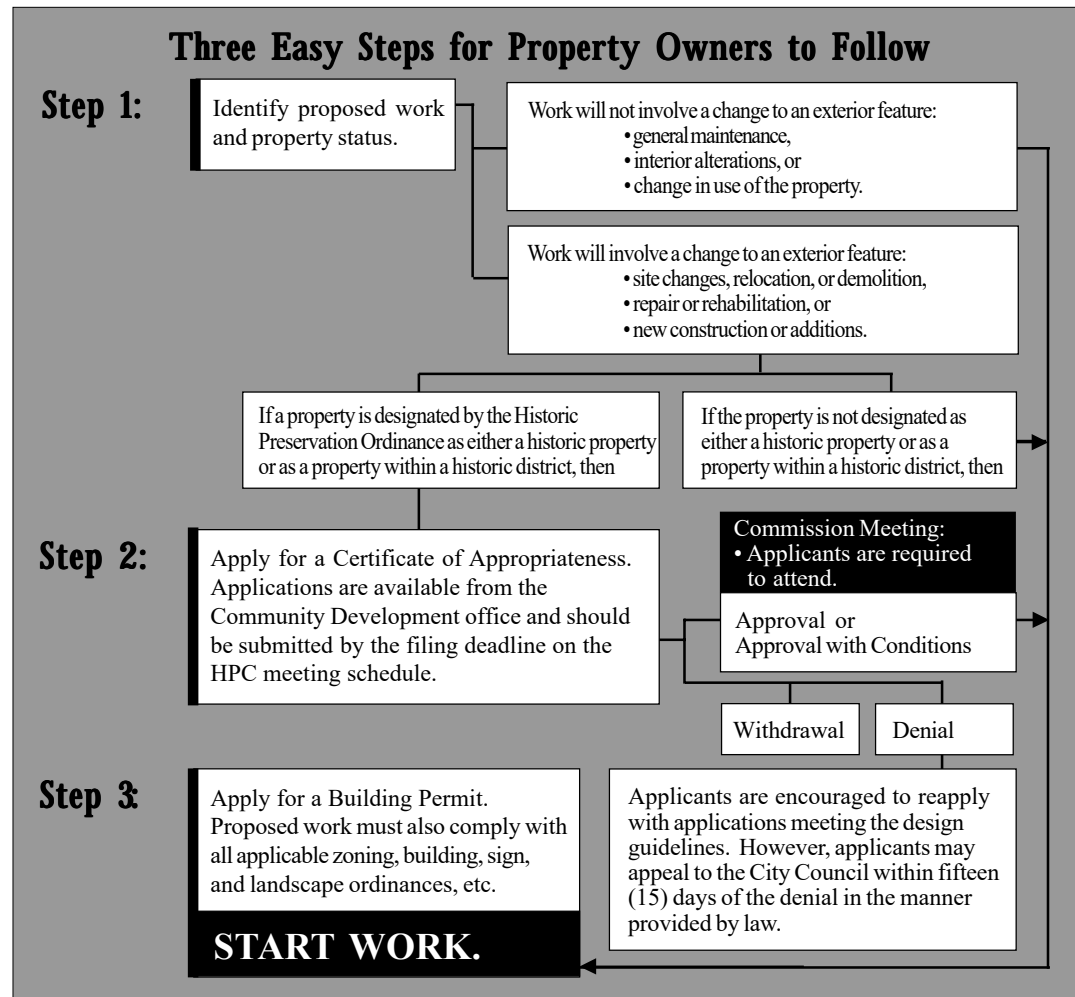 Three Easy Steps for Property Owners to Follow
Step 1:
Identify proposed work
and property status.
Work will not involve a change to an exterior feature:
• general maintenance,
• interior alterations, or
• change in use of the property.
Work will involve a change to an exterior feature:
• site changes, relocation, or demolition,
• repair or rehabilitation, or
• new construction or additions.
If a property is designated by the Historic
Preservation Ordinance as either a historic property
or as a property within a historic district, then
If the property is not designated as
either a historic property or as a
property within a historic district, then
Step 2:
Apply for a Certificate of Appropriateness.
Applications are available from the
Community Development office and should
be submitted by the filing deadline on the
HPC meeting schedule.
Commission Meeting:
• Applicants are required
to attend.
Approval or
Approval with Conditions
Withdrawal
Denial
Step 3:
Apply for a Building Permit.
Proposed work must also comply with
all applicable zoning, building, sign,
and landscape ordinances, etc.
START WORK.
Applicants are encouraged to reapply
with applications meeting the design
guidelines. However, applicants may
appeal to the City Council within fifteen
(15) days of the denial in the manner
provided by law.